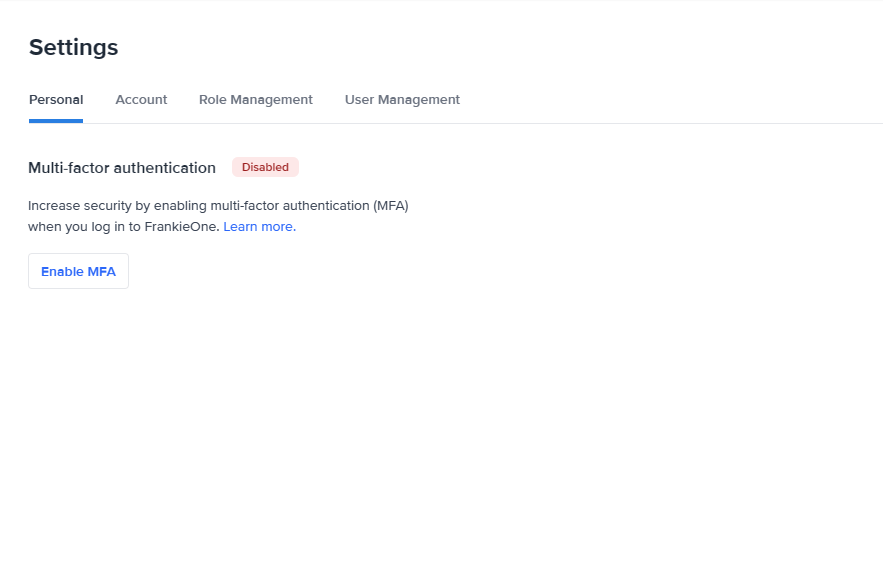 Settings
Personal Account Role Management User Management
Multi-factor authentication Disabled
Increase security by enabling multi-factor authentication (MFA)
when you log in to FrankieOne. Learn more.
Enable MFA